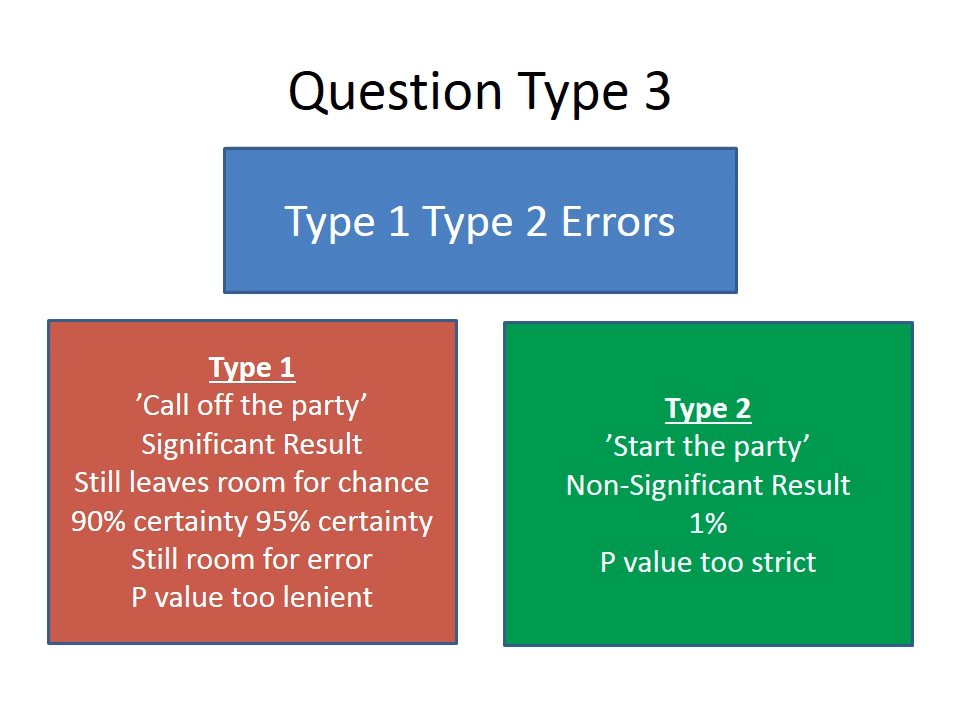 Question Type 3
Type 1 Type 2 Errors
Type 1
’Call off the party’
Significant Result
Still leaves room for chance
90% certainty 95% certainty
Still room for error
P value too lenient
Type 2
’Start the party’
Non-Significant Result
1%
P value too strict